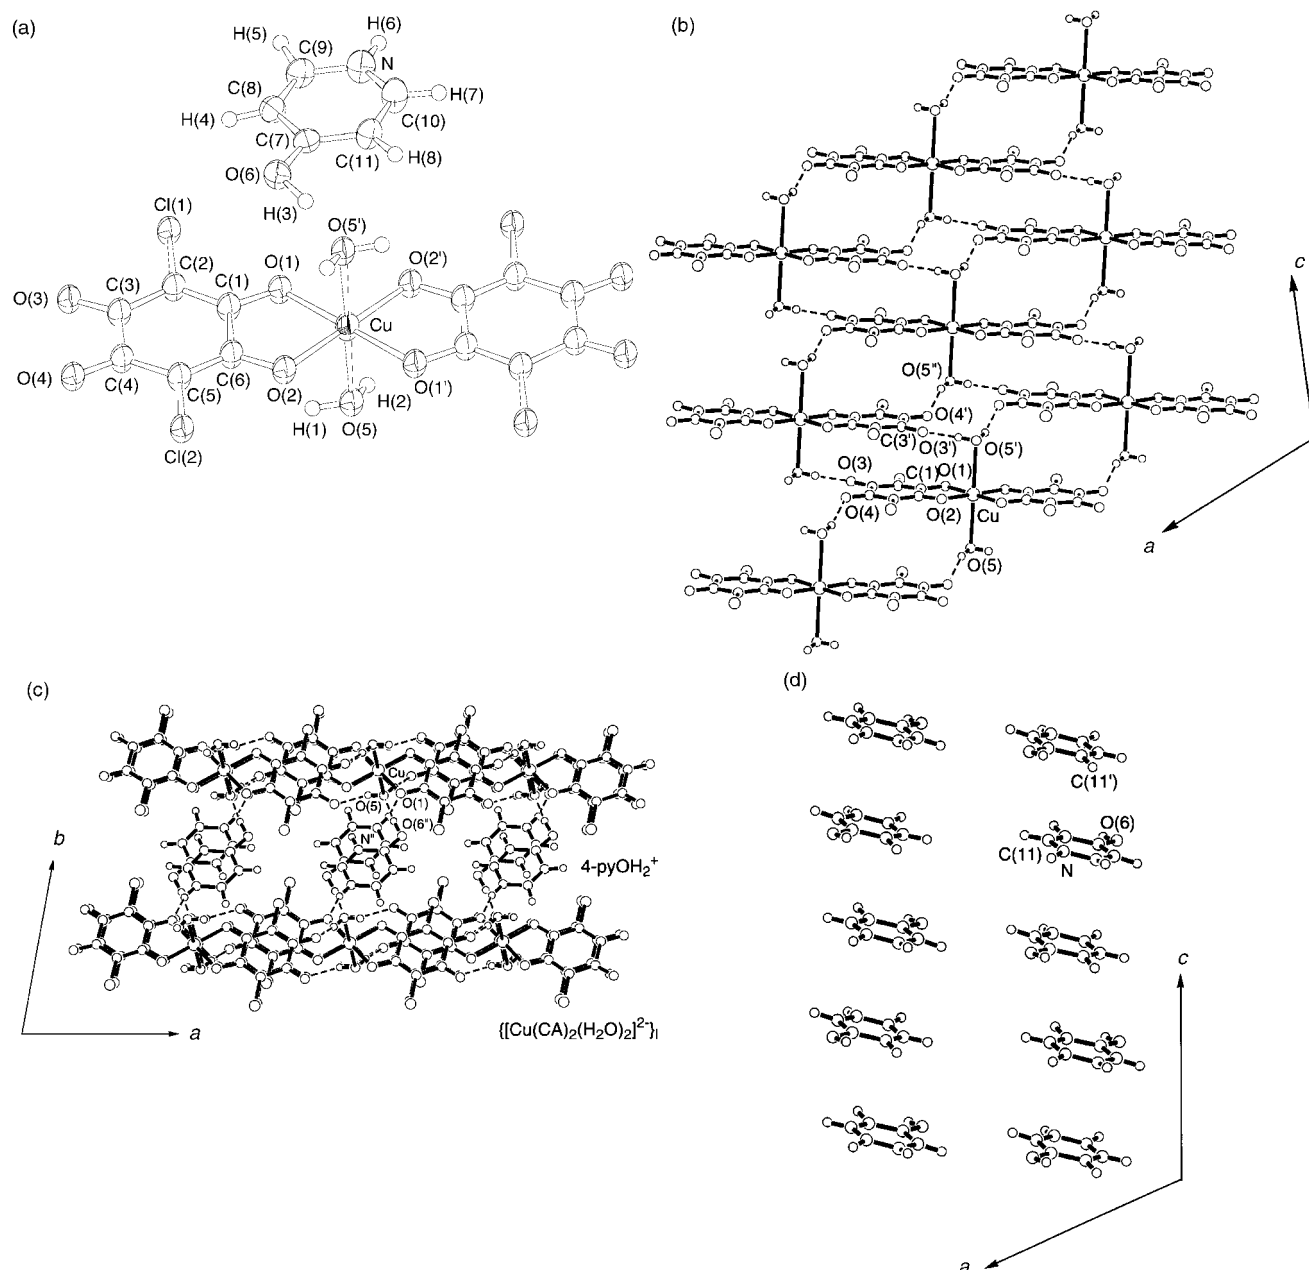 (a)
H(6)
H(5)
C(9)
N
C(8)
H(7)
H(4)
C(10)
C(7)
C(11)
H(8)
O(6)
H(3)
Cl(1)
O(5')
O(1)
O(2')
C(2)
C(3)
C(1)
O(3)
Cu
O(4)
C(4)
C(6)
C(5)
O(2)
O(1')
H(2)
H(1)
O(5)
Cl(2)
(b)
c
O(5")
O(4')
C(3')
O(3')
O(5')
O(3)
C(1)
O(1)
O(4)
O(2)
Cu
a
O(5)
(c)
Cu
O(5)
O(1)
O(6")
N"
b
4-pyOH₂⁺
a
{[Cu(CA)₂(H₂O)₂]²⁻}ₗ
(d)
C(11')
O(6)
C(11)
N
c
a